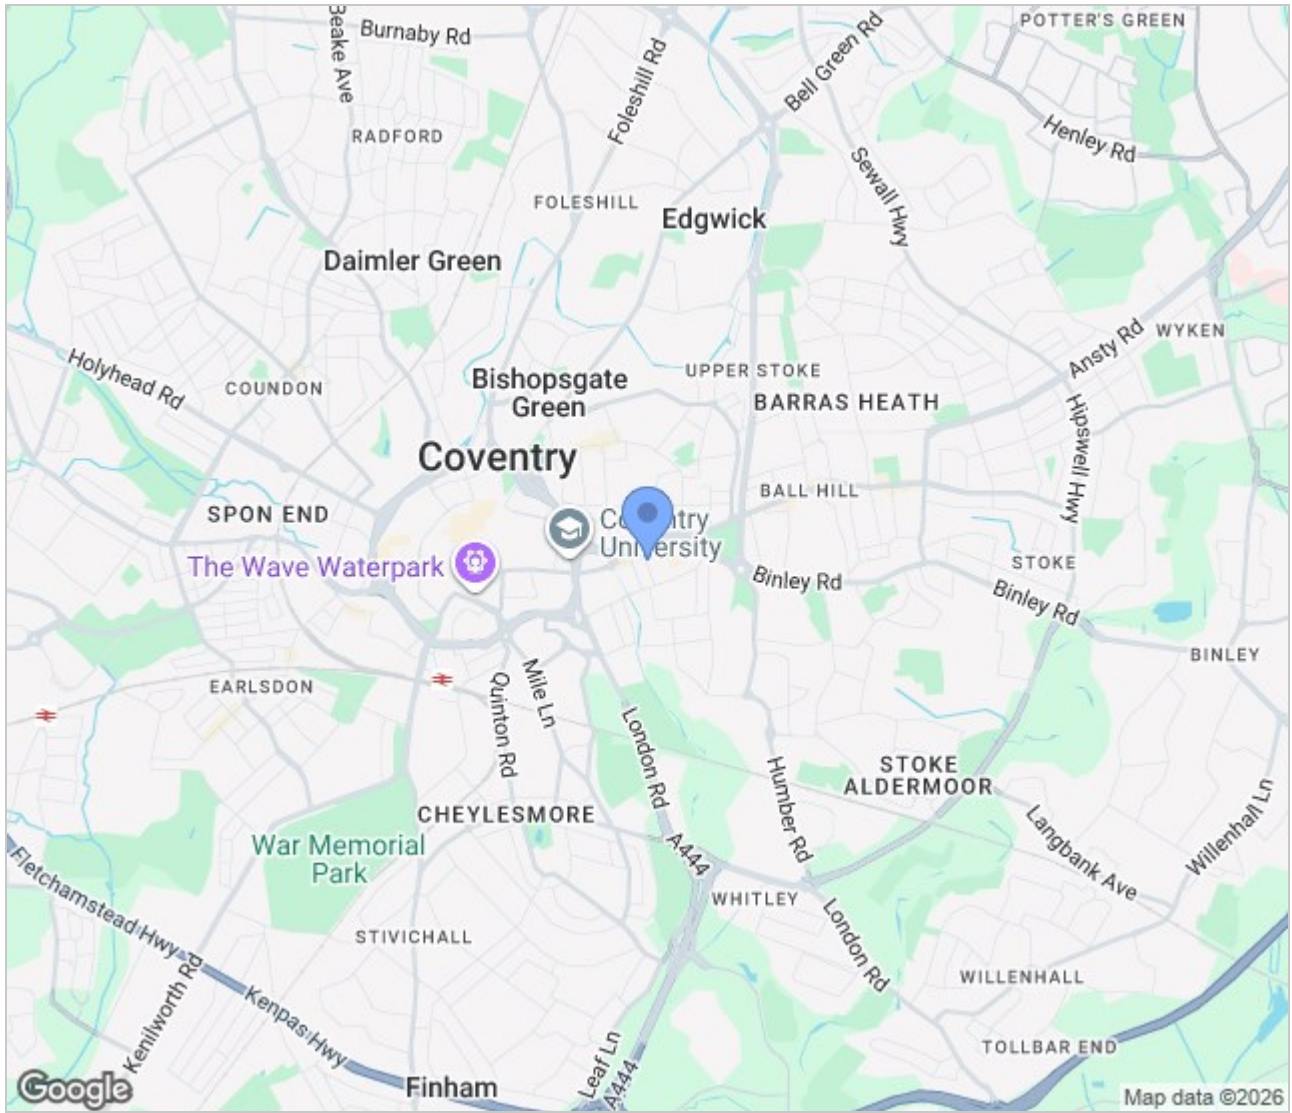 POTTER'S GREEN
Burnaby Rd
Beake Ave
Foleshill Rd
Bell Green Rd
RADFORD
Henley Rd
Sewall Hwy
FOLESHILL
Edgwick
Daimler Green
Ansty Rd
WYKEN
Holyhead Rd
COUNDON
Bishopsgate
Green
UPPER STOKE
BARRAS HEATH
Hipswell Hwy
Coventry
BALL HILL
SPON END
Coventry
University
The Wave Waterpark
Binley Rd
STOKE
Binley Rd
BINLEY
EARLSDON
Quinton Rd
Mile Ln
London Rd
Humber Rd
STOKE
ALDERMOOR
CHEYLESMORE
War Memorial
Park
A444
Langbank Ave
Willenhall Ln
Fletchamstead Hwy
WHITLEY
London Rd
STIVICHALL
Kenilworth Rd
Kenpas Hwy
WILLENHALL
TOLLBAR END
Leaf Ln
A444
Finham
Google
Map data ©2026